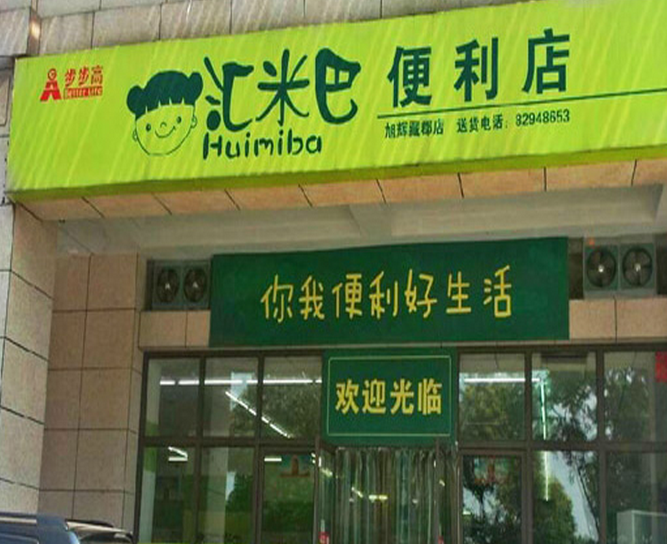 步步高
Better Life
汇米巴
Huimiba
便利店
旭辉藏郡店 送货电话：82948653
你我便利好生活
欢迎光临